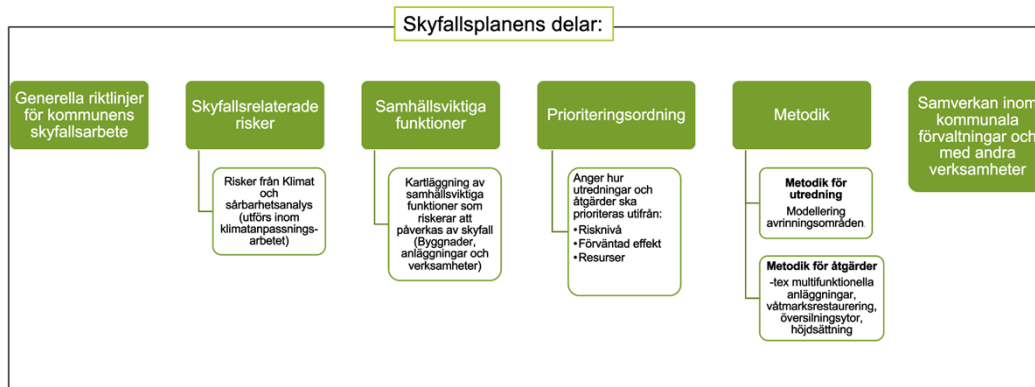 Skyfallsplanens delar:
Generella riktlinjer
för kommunens
skyfallsarbete
Skyfallsrelaterade
risker
Risker från Klimat
och
sårbarhetsanalys
(utförs inom
klimatanpassnings-
arbetet)
Samhällsviktiga
funktioner
Kartläggning av
samhällsviktiga
funktioner som
riskerar att
påverkas av skyfall
(Byggnader,
anläggningar och
verksamheter)
Prioriteringsordning
Anger hur
utredningar och
åtgärder ska
prioriteras utifrån:
•Risknivå
•Förväntad effekt
•Resurser
Metodik
Metodik för
utredning
Modellering
avrinningsområden.
Metodik för åtgärder
-tex multifunktionella
anläggningar,
våtmarksrestaurering,
översilningsytor,
höjdsättning
Samverkan inom
kommunala
förvaltningar och
med andra
verksamheter